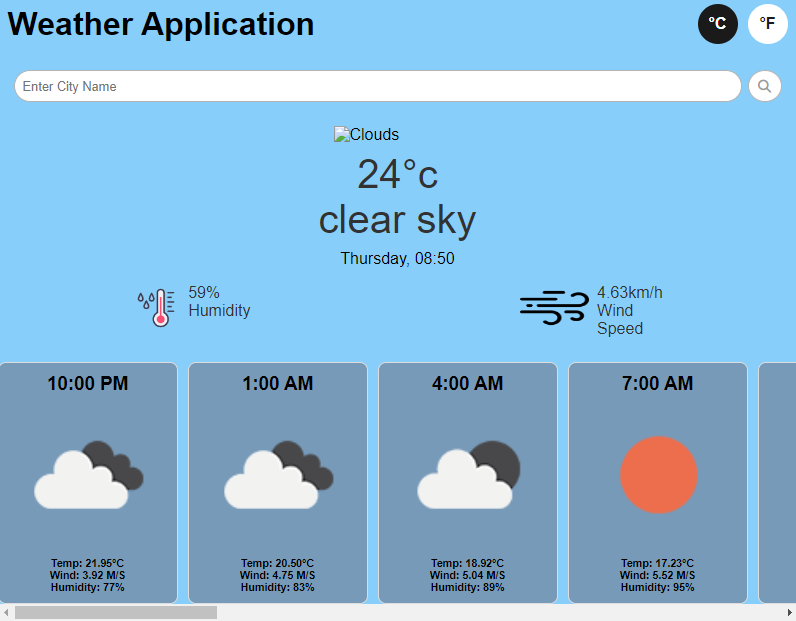 Weather Application
°C
°F
Enter City Name
Clouds
24°c
clear sky
Thursday, 08:50
59%
Humidity
4.63km/h
Wind
Speed
10:00 PM
Temp: 21.95°C
Wind: 3.92 M/S
Humidity: 77%
1:00 AM
Temp: 20.50°C
Wind: 4.75 M/S
Humidity: 83%
4:00 AM
Temp: 18.92°C
Wind: 5.04 M/S
Humidity: 89%
7:00 AM
Temp: 17.23°C
Wind: 5.52 M/S
Humidity: 95%